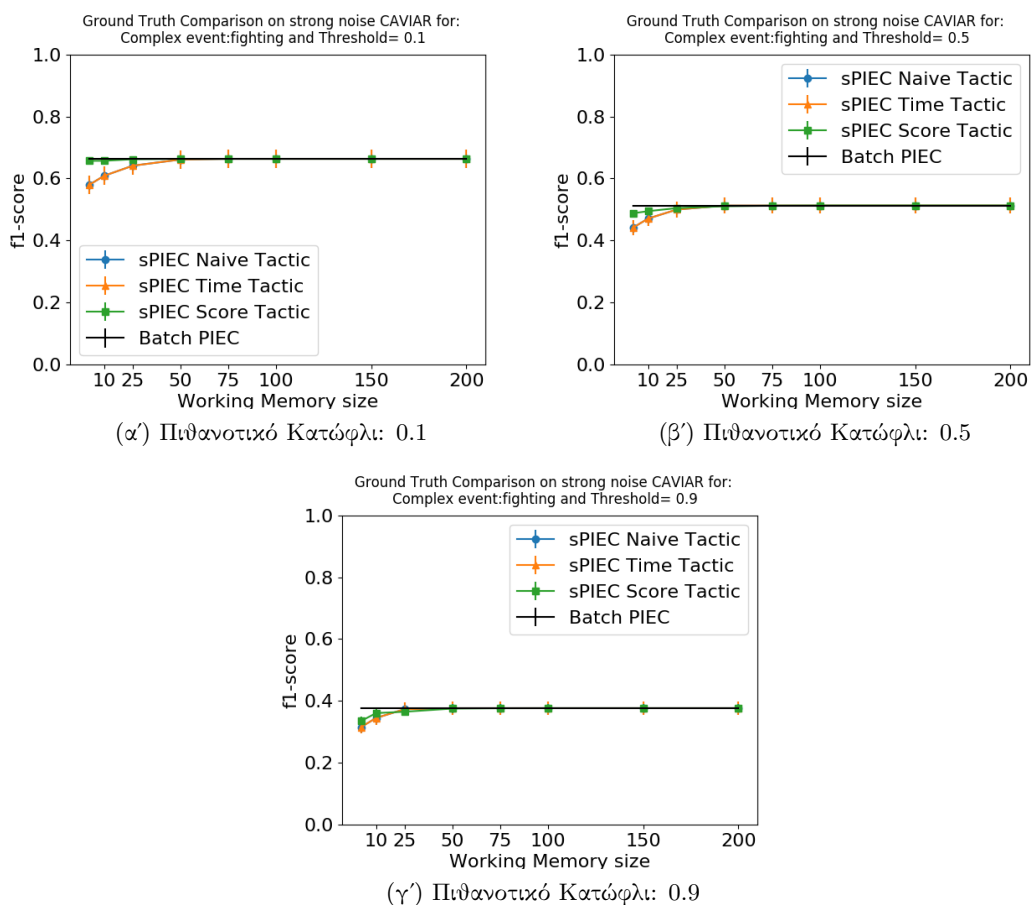 Ground Truth Comparison on strong noise CAVIAR for:
Complex event:fighting and Threshold= 0.1
1.0
0.8
0.6
0.4
0.2
0.0
f1-score
sPIEC Naive Tactic
sPIEC Time Tactic
sPIEC Score Tactic
Batch PIEC
10 25 50 75 100 150 200
Working Memory size
(α΄) Πιθανοτικό Κατώφλι: 0.1
Ground Truth Comparison on strong noise CAVIAR for:
Complex event:fighting and Threshold= 0.5
1.0
0.8
0.6
0.4
0.2
0.0
f1-score
sPIEC Naive Tactic
sPIEC Time Tactic
sPIEC Score Tactic
Batch PIEC
10 25 50 75 100 150 200
Working Memory size
(β΄) Πιθανοτικό Κατώφλι: 0.5
Ground Truth Comparison on strong noise CAVIAR for:
Complex event:fighting and Threshold= 0.9
1.0
0.8
0.6
0.4
0.2
0.0
f1-score
sPIEC Naive Tactic
sPIEC Time Tactic
sPIEC Score Tactic
Batch PIEC
10 25 50 75 100 150 200
Working Memory size
(γ΄) Πιθανοτικό Κατώφλι: 0.9